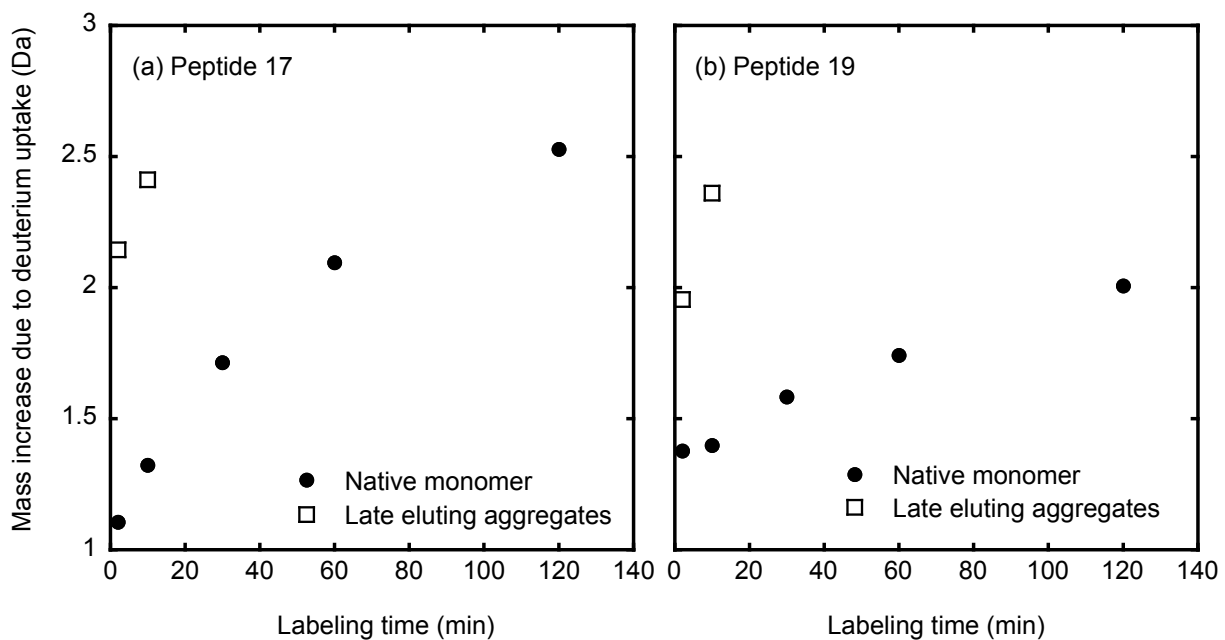 Mass increase due to deuterium uptake (Da)
3
2.5
2
1.5
1
(a) Peptide 17
Native monomer
Late eluting aggregates
0 20 40 60 80 100 120 140
Labeling time (min)
(b) Peptide 19
Native monomer
Late eluting aggregates
0 20 40 60 80 100 120 140
Labeling time (min)